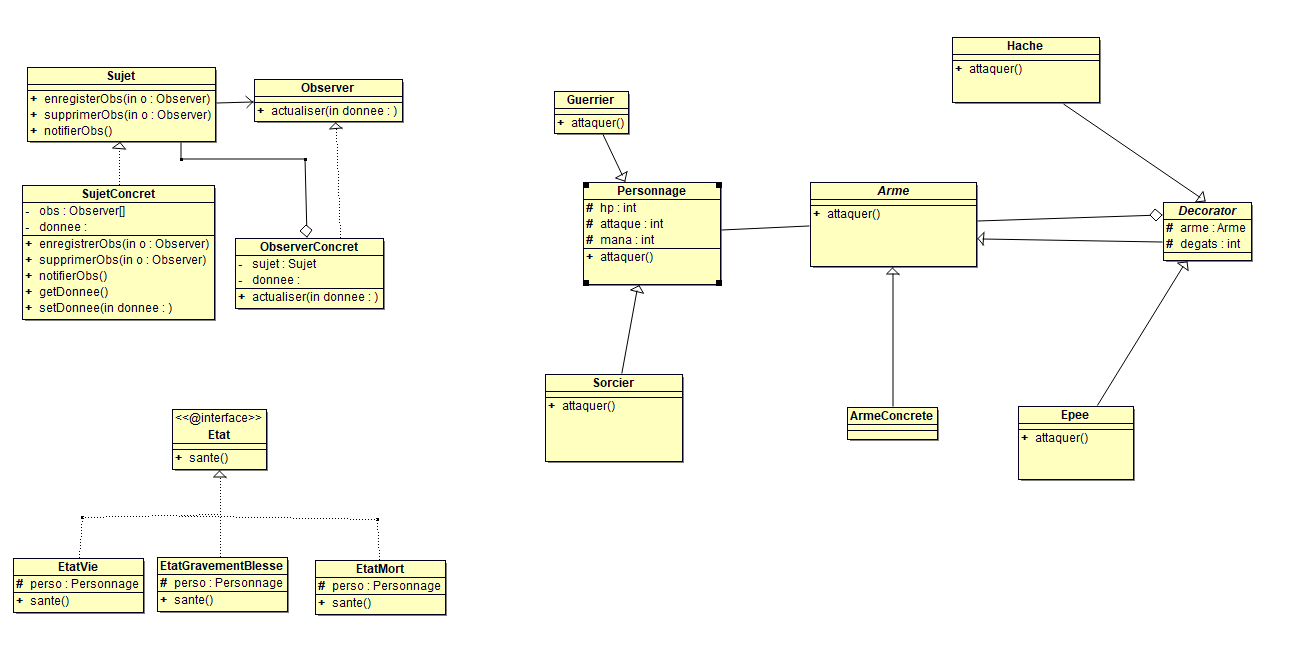 Sujet
+ enregisterObs(in o : Observer)
+ supprimerObs(in o : Observer)
+ notifierObs()
Observer
+ actualiser(in donnee : )
SujetConcret
- obs : Observer[]
- donnee :
+ enregistrerObs(in o : Observer)
+ supprimerObs(in o : Observer)
+ notifierObs()
+ getDonnee()
+ setDonnee(in donnee : )
ObserverConcret
- sujet : Sujet
- donnee :
+ actualiser(in donnee : )
<<@interface>>
Etat
+ sante()
EtatVie
# perso : Personnage
+ sante()
EtatGravementBlesse
# perso : Personnage
+ sante()
EtatMort
# perso : Personnage
+ sante()
Guerrier
+ attaquer()
Personnage
# hp : int
# attaque : int
# mana : int
+ attaquer()
Sorcier
+ attaquer()
Arme
+ attaquer()
ArmeConcrete
Hache
+ attaquer()
Decorator
# arme : Arme
# degats : int
Epee
+ attaquer()